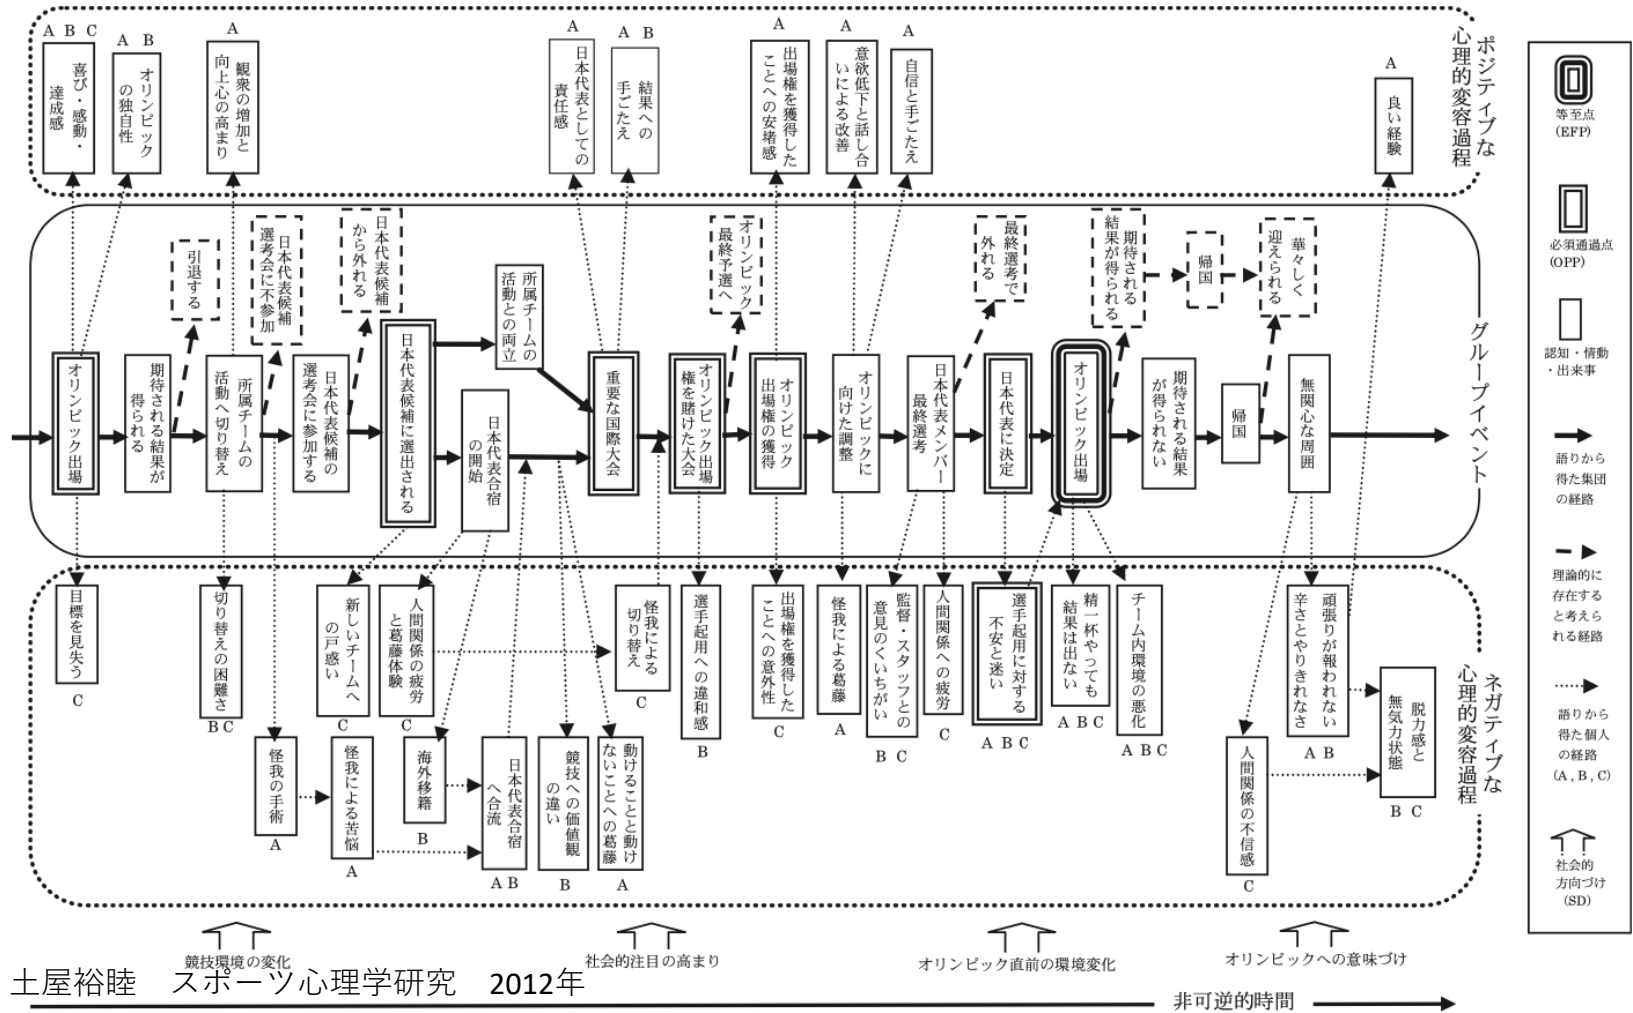 A B C
喜び・感動・
達成感
A B
オリンピック
の独自性
A
観衆の増加と
向上心の高まり
A
日本代表としての
責任感
A B
結果への
手ごたえ
A
出場権を獲得した
ことへの安堵感
A
意欲低下と話し合
いによる改善
A
自信と手ごたえ
A
良い経験
ポジティブな
心理的変容過程
引退する
日本代表候補
選考会に不参加
日本代表候補
から外れる
オリンピック
最終予選へ
最終選考で
外れる
期待される
結果が得られる
帰国
華々しく
迎えられる
オリンピック出場
期待される結果が
得られる
所属チームの
活動へ切り替え
日本代表候補の
選考会に参加する
日本代表候補に選出される
所属チームの
活動との両立
日本代表合宿
の開始
重要な国際大会
オリンピック出場
権を賭けた大会
オリンピック
出場権の獲得
オリンピックに
向けた調整
日本代表メンバー
最終選考
日本代表に決定
オリンピック出場
期待される結果
が得られない
帰国
無関心な周囲
グループイベント
目標を見失う
C
切り替えの困難さ
B C
怪我の手術
A
新しいチームへ
の戸惑い
C
怪我による苦悩
A
人間関係の疲労
と葛藤体験
C
海外移籍
B
日本代表合宿
へ合流
A B
競技への価値観
の違い
B
動けることと動け
ないことへの葛藤
A
怪我による
切り替え
C
選手起用への違和感
B
出場権を獲得した
ことへの意外性
C
怪我による葛藤
A
監督・スタッフとの
意見のくいちがい
B C
人間関係への疲労
C
選手起用に対する
不安と迷い
A B C
精一杯やっても
結果は出ない
A B C
チーム内環境の悪化
A B C
人間関係の不信感
C
頑張りが報われない
辛さとやりきれなさ
A B
脱力感と
無気力状態
B C
ネガティブな
心理的変容過程
競技環境の変化
社会的注目の高まり
オリンピック直前の環境変化
オリンピックへの意味づけ
土屋裕睦 スポーツ心理学研究 2012年
非可逆的時間
等至点
(EFP)
必須通過点
(OPP)
認知・情動
・出来事
語りから
得た集団
の経路
理論的に
存在する
と考えら
れる経路
語りから
得た個人
の経路
(A , B, C)
社会的
方向づけ
(SD)